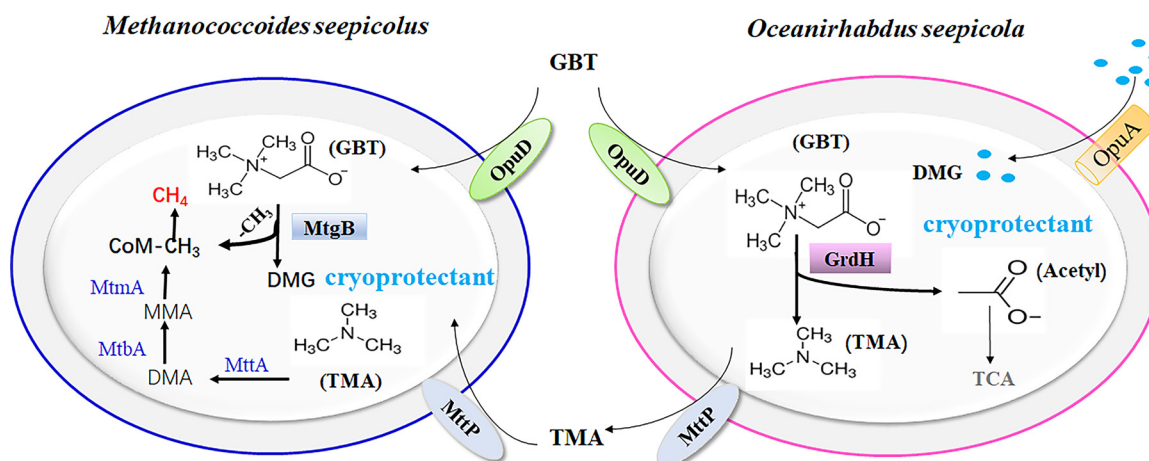 Methanococcoides seepicolus
Oceanirhabdus seepicola
GBT
OpuD
OpuD
OpuA
H₃C
CH₃
N⁺
H₃C
O
O⁻
(GBT)
CH₄
-CH₃
MtgB
CoM-CH₃
DMG cryoprotectant
MtmA
MMA
MtbA
DMA
MttA
CH₃
N
H₃C
CH₃
(TMA)
MttP
TMA
MttP
(GBT)
DMG
H₃C
CH₃
N⁺
H₃C
O
O⁻
cryoprotectant
GrdH
O
(Acetyl)
O⁻
CH₃
N
H₃C
CH₃
(TMA)
TCA